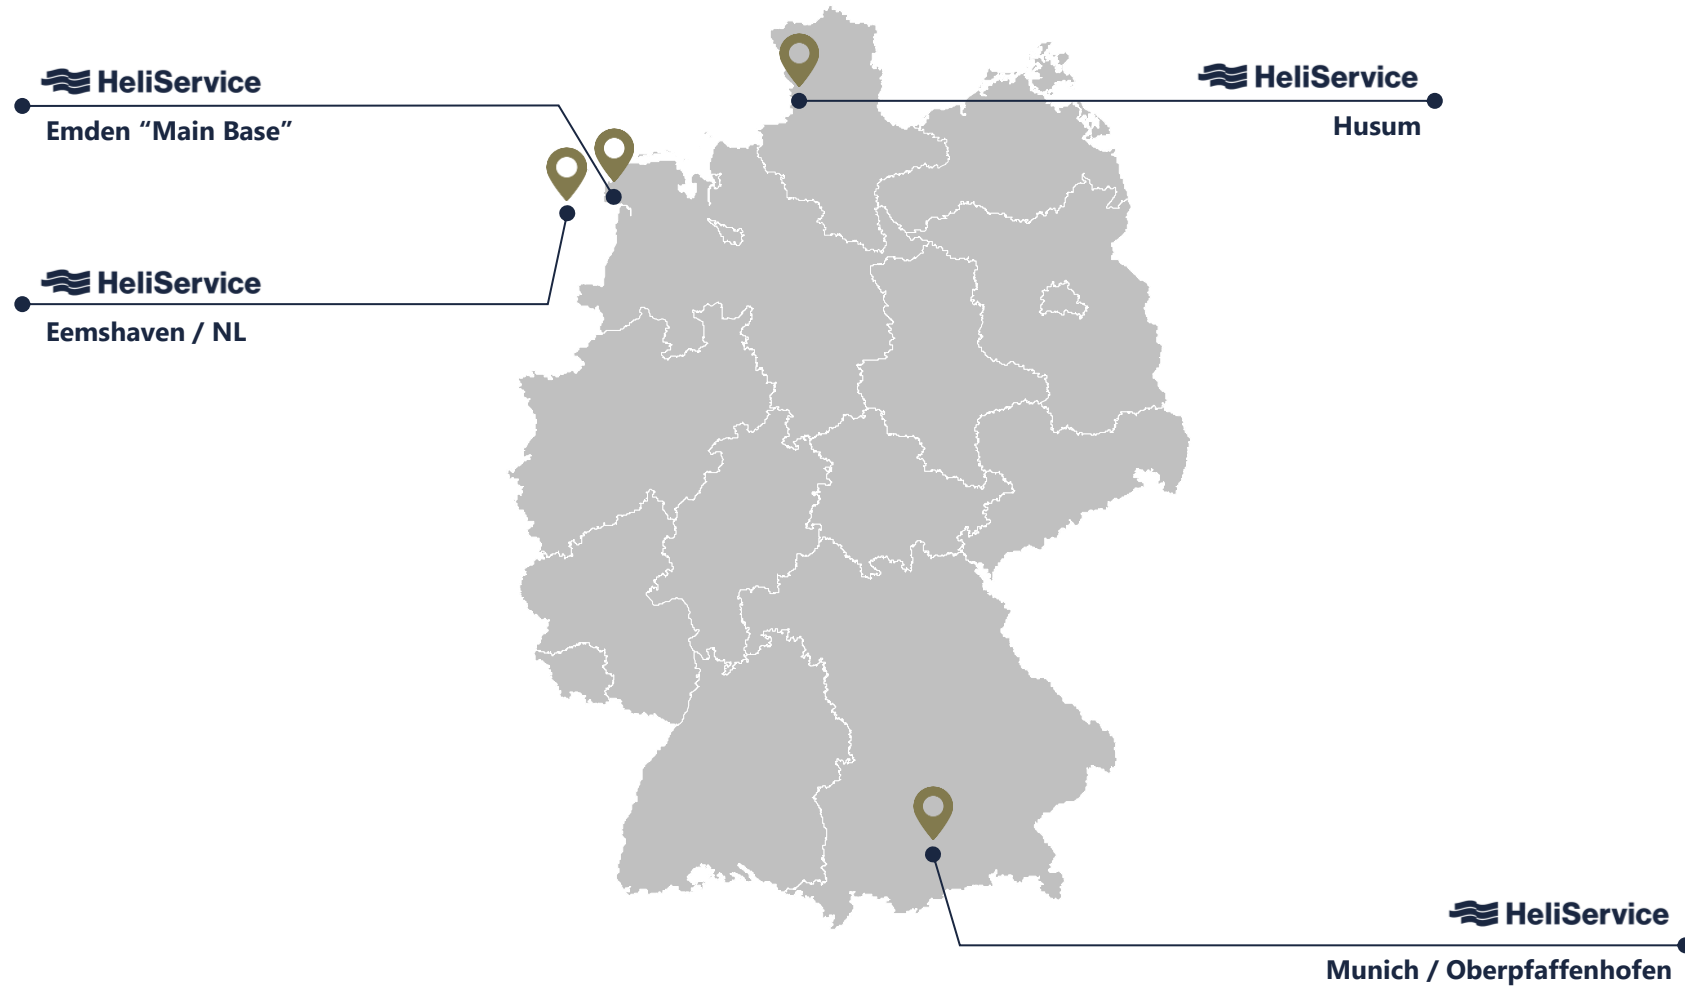 HeliService
Emden “Main Base”
HeliService
Husum
HeliService
Eemshaven / NL
HeliService
Munich / Oberpfaffenhofen